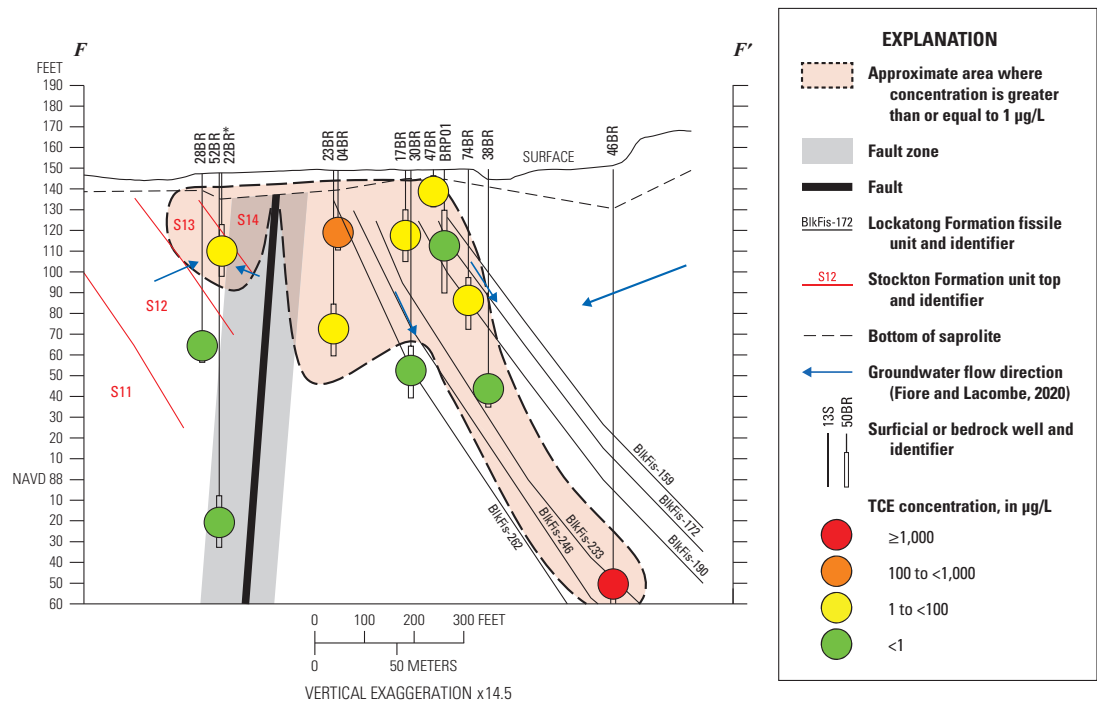 F
F′
FEET
190
180
170
160
150
140
130
120
110
100
90
80
70
60
50
40
30
20
10
NAVD 88
10
20
30
40
50
60
28BR
52BR
22BR*
23BR
04BR
17BR
30BR
47BR
BRP01
74BR
38BR
SURFACE
46BR
S13
S14
S12
S11
BlkFis-159
BlkFis-172
BlkFis-190
BlkFis-233
BlkFis-246
BlkFis-262
0 100 200 300 FEET
0 50 METERS
VERTICAL EXAGGERATION x14.5
EXPLANATION
Approximate area where
concentration is greater
than or equal to 1 µg/L
Fault zone
Fault
BlkFis-172 Lockatong Formation fissile
unit and identifier
S12 Stockton Formation unit top
and identifier
Bottom of saprolite
Groundwater flow direction
(Fiore and Lacombe, 2020)
13S 50BR Surficial or bedrock well and
identifier
TCE concentration, in µg/L
≥1,000
100 to <1,000
1 to <100
<1